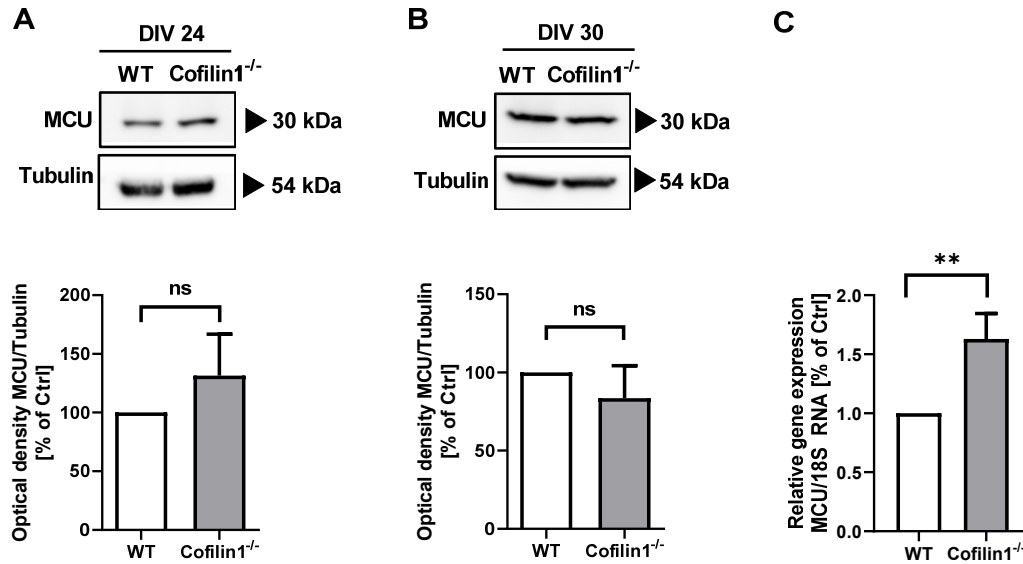 A
DIV 24
WT Cofilin1-/-
MCU
30 kDa
Tubulin
54 kDa
Optical density MCU/Tubulin
[% of Ctrl]
200
150
100
50
0
ns
WT Cofilin1-/-
B
DIV 30
WT Cofilin1-/-
MCU
30 kDa
Tubulin
54 kDa
Optical density MCU/Tubulin
[% of Ctrl]
150
100
50
0
ns
WT Cofilin1-/-
C
Relative gene expression
MCU/18S RNA [% of Ctrl]
2.0
1.5
1.0
0.5
0.0
**
WT Cofilin1-/-